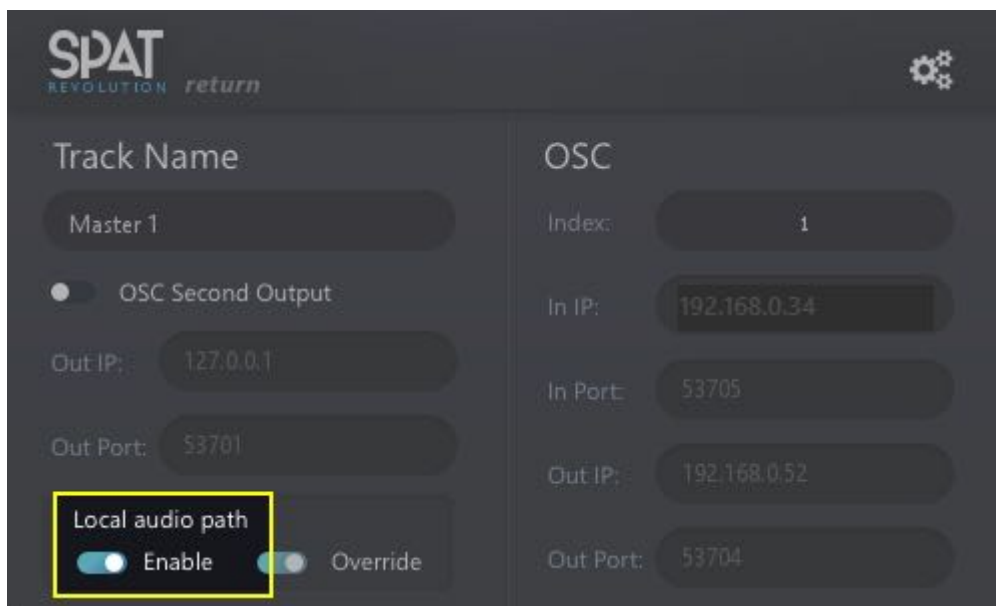 SPAT
REVOLUTION return
Track Name
Master 1
OSC Second Output
Out IP: 127.0.0.1
Out Port: 53701
Local audio path
Enable Override
OSC
Index: 1
In IP: 192.168.0.34
In Port: 53705
Out IP: 192.168.0.52
Out Port: 53704